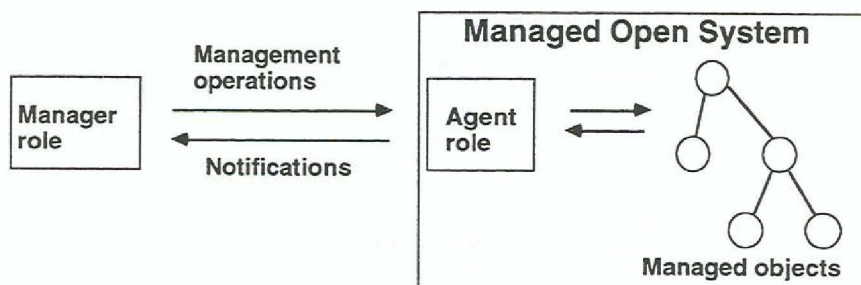 Managed Open System
Management
operations
Manager
role
Agent
role
Notifications
Managed objects